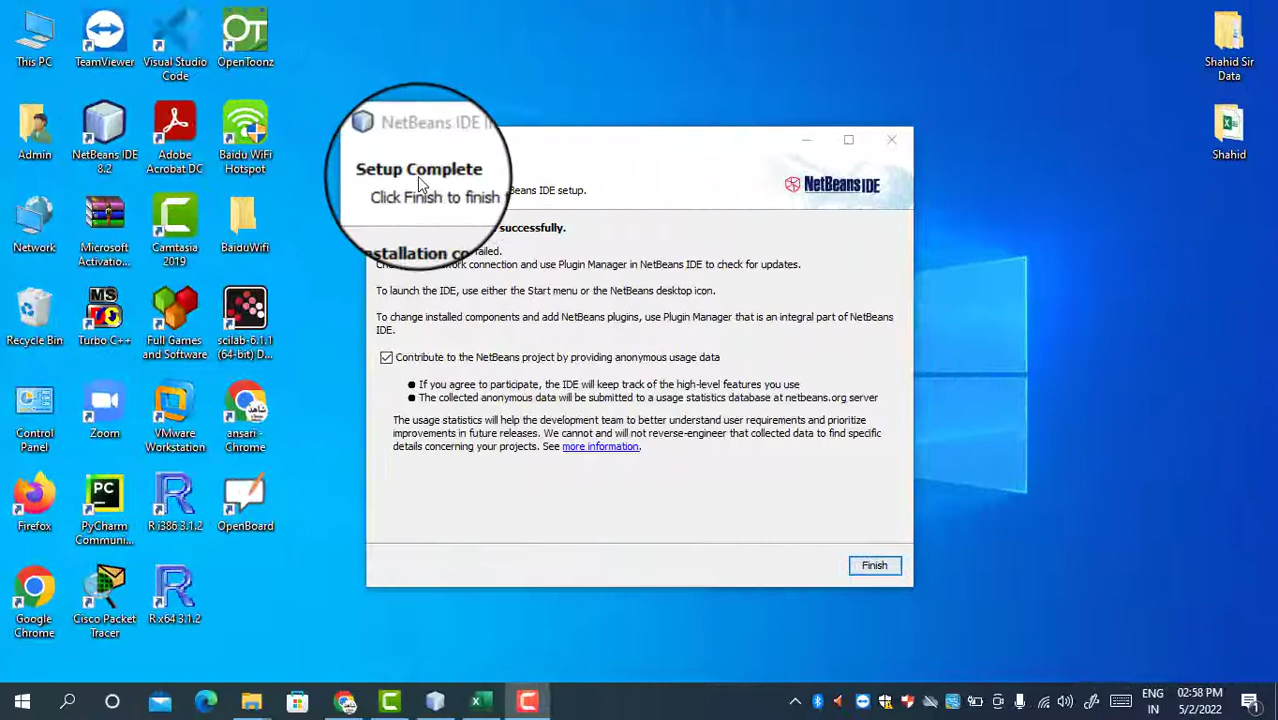 This PC
TeamViewer
Visual Studio
Code
OpenToonz
Shahid Sir
Data
Admin
NetBeans IDE
8.2
Adobe
Acrobat DC
Baidu WiFi
Hotspot
Shahid
Network
Microsoft
Activatio...
Camtasia
2019
BaiduWifi
Recycle Bin
Turbo C++
Full Games
and Software
scilab-6.1.1
(64-bit) D...
Control
Panel
Zoom
VMware
Workstation
ansari -
Chrome
Firefox
PyCharm
Communi...
R i386 3.1.2
OpenBoard
Google
Chrome
Cisco Packet
Tracer
R x64 3.1.2
NetBeans IDE
Setup Complete
Click Finish to finish
Beans IDE setup.
NetBeans IDE
successfully.
stallation co
failed.
network connection and use Plugin Manager in NetBeans IDE to check for updates.
To launch the IDE, use either the Start menu or the NetBeans desktop icon.
To change installed components and add NetBeans plugins, use Plugin Manager that is an integral part of NetBeans
IDE.
Contribute to the NetBeans project by providing anonymous usage data
● If you agree to participate, the IDE will keep track of the high-level features you use
● The collected anonymous data will be submitted to a usage statistics database at netbeans.org server
The usage statistics will help the development team to better understand user requirements and prioritize
improvements in future releases. We cannot and will not reverse-engineer that collected data to find specific
details concerning your projects. See more information.
Finish
ENG
IN
02:58 PM
5/2/2022